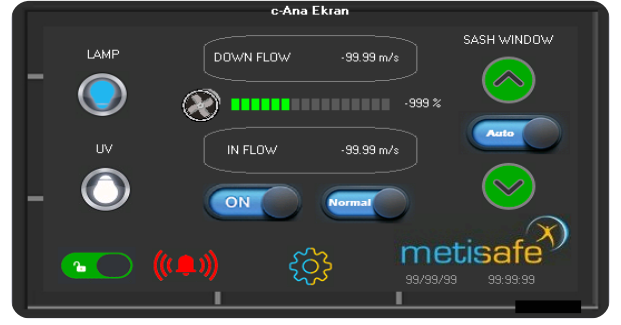 c-Ana Ekran
LAMP
DOWN FLOW -99.99 m/s
SASH WINDOW
-999 %
Auto
UV
IN FLOW -99.99 m/s
ON
Normal
metisafe
99/99/99 99:99:99